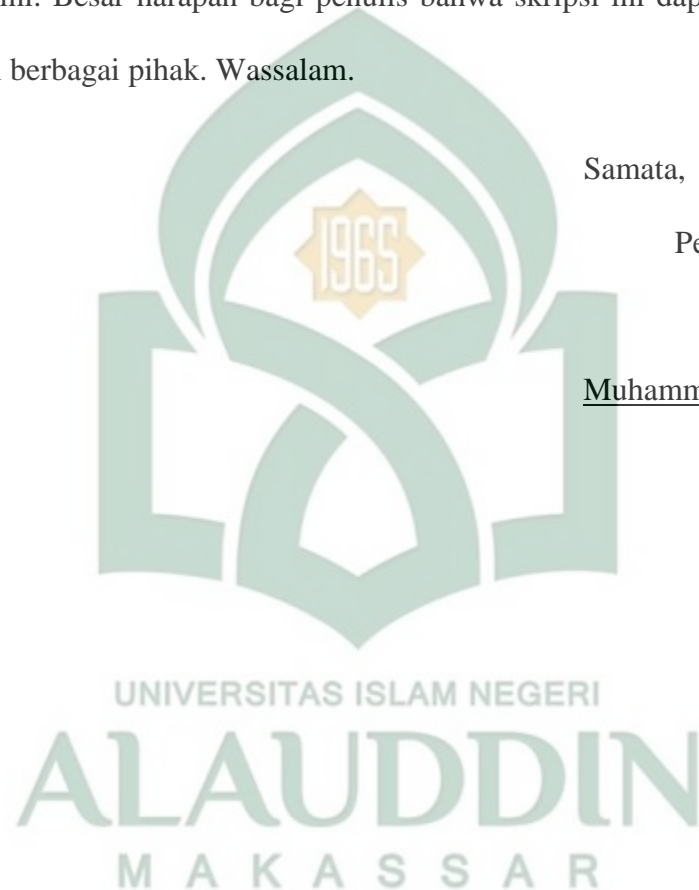 ini. Besar harapan bagi penulis bahwa skripsi ini dap
berbagai pihak. Wassalam.
Samata,
Pe
Muhamm
1965
UNIVERSITAS ISLAM NEGERI
ALAUDDIN
MAKASSAR